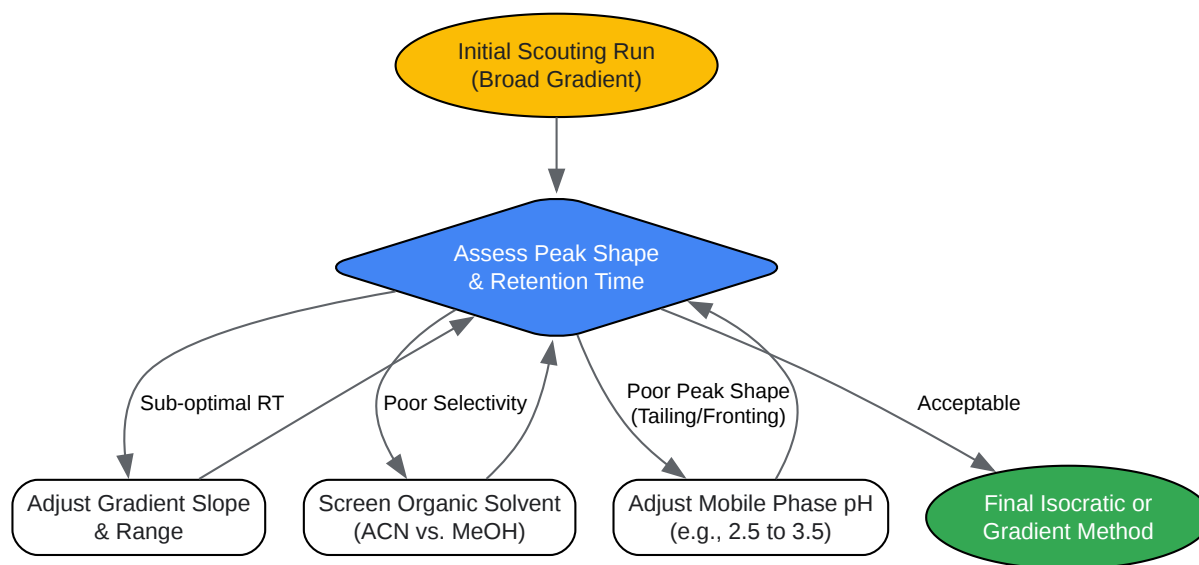 Initial Scouting Run
(Broad Gradient)
Assess Peak Shape
& Retention Time
Sub-optimal RT
Poor Selectivity
Poor Peak Shape
(Tailing/Fronting)
Acceptable
Adjust Gradient Slope
& Range
Screen Organic Solvent
(ACN vs. MeOH)
Adjust Mobile Phase pH
(e.g., 2.5 to 3.5)
Final Isocratic or
Gradient Method